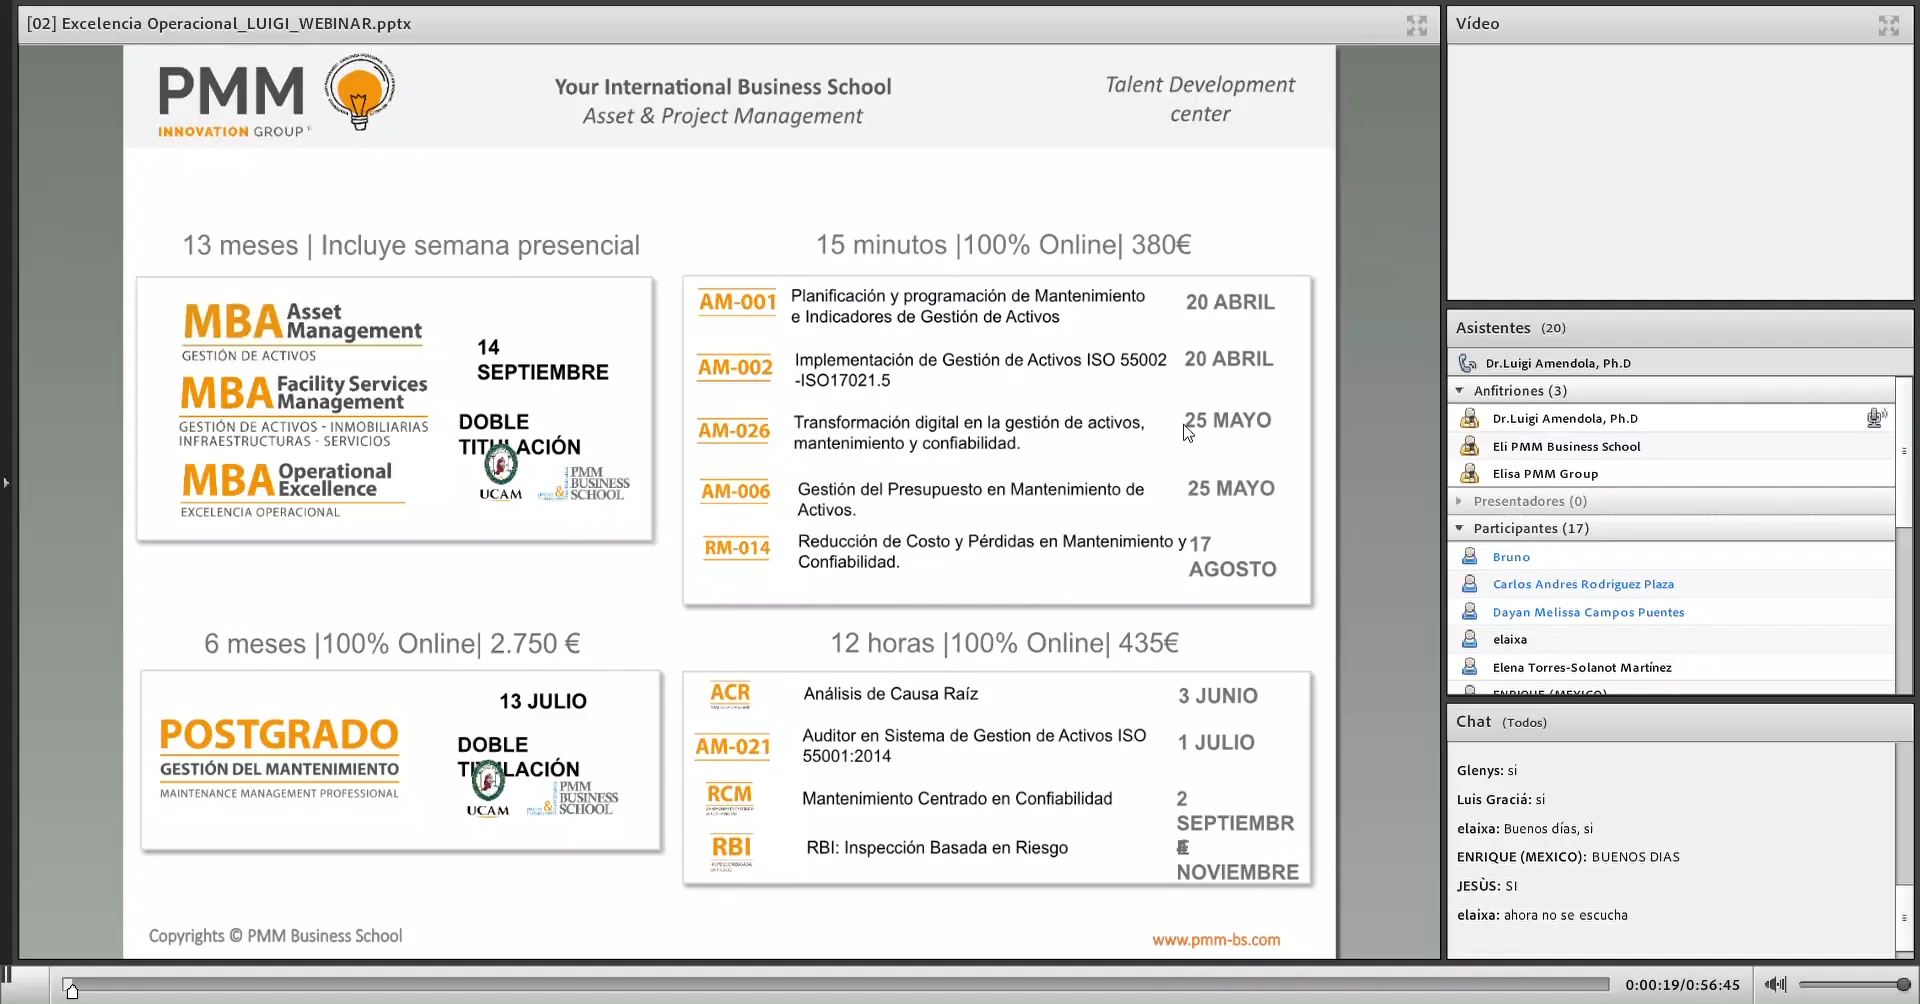 [02] Excelencia Operacional_LUIGI_WEBINAR.pptx
PMM
INNOVATION GROUP
Your International Business School
Asset & Project Management
Talent Development
center
13 meses | Incluye semana presencial
MBA Asset Management
GESTIÓN DE ACTIVOS
MBA Facility Services Management
GESTIÓN DE ACTIVOS - INMOBILIARIAS
INFRAESTRUCTURAS - SERVICIOS
MBA Operational Excellence
EXCELENCIA OPERACIONAL
14
SEPTIEMBRE
DOBLE
TITULACIÓN
UCAM
PMM
BUSINESS
SCHOOL
15 minutos |100% Online| 380€
AM-001 Planificación y programación de Mantenimiento 20 ABRIL
e Indicadores de Gestión de Activos
AM-002 Implementación de Gestión de Activos ISO 55002 20 ABRIL
-ISO17021.5
AM-026 Transformación digital en la gestión de activos, 25 MAYO
mantenimiento y confiabilidad.
AM-006 Gestión del Presupuesto en Mantenimiento de 25 MAYO
Activos.
RM-014 Reducción de Costo y Pérdidas en Mantenimiento y 17
Confiabilidad. AGOSTO
6 meses |100% Online| 2.750 €
POSTGRADO
GESTIÓN DEL MANTENIMIENTO
MAINTENANCE MANAGEMENT PROFESSIONAL
13 JULIO
DOBLE
TITULACIÓN
UCAM
PMM
BUSINESS
SCHOOL
12 horas |100% Online| 435€
ACR Análisis de Causa Raíz 3 JUNIO
AM-021 Auditor en Sistema de Gestion de Activos ISO 1 JULIO
55001:2014
RCM Mantenimiento Centrado en Confiabilidad 2
SEPTIEMBR
RBI RBI: Inspección Basada en Riesgo
NOVIEMBRE
Copyrights © PMM Business School
www.pmm-bs.com
Vídeo
Asistentes (20)
Dr.Luigi Amendola, Ph.D
Anfitriones (3)
Dr.Luigi Amendola, Ph.D
Eli PMM Business School
Elisa PMM Group
Presentadores (0)
Participantes (17)
Bruno
Carlos Andres Rodriguez Plaza
Dayan Melissa Campos Puentes
elaixa
Elena Torres-Solanot Martínez
ENRIQUE (MEXICO)
Chat (Todos)
Glenys: si
Luis Graciá: si
elaixa: Buenos días, si
ENRIQUE (MEXICO): BUENOS DIAS
JESÙS: SI
elaixa: ahora no se escucha
0:00:19/0:56:45